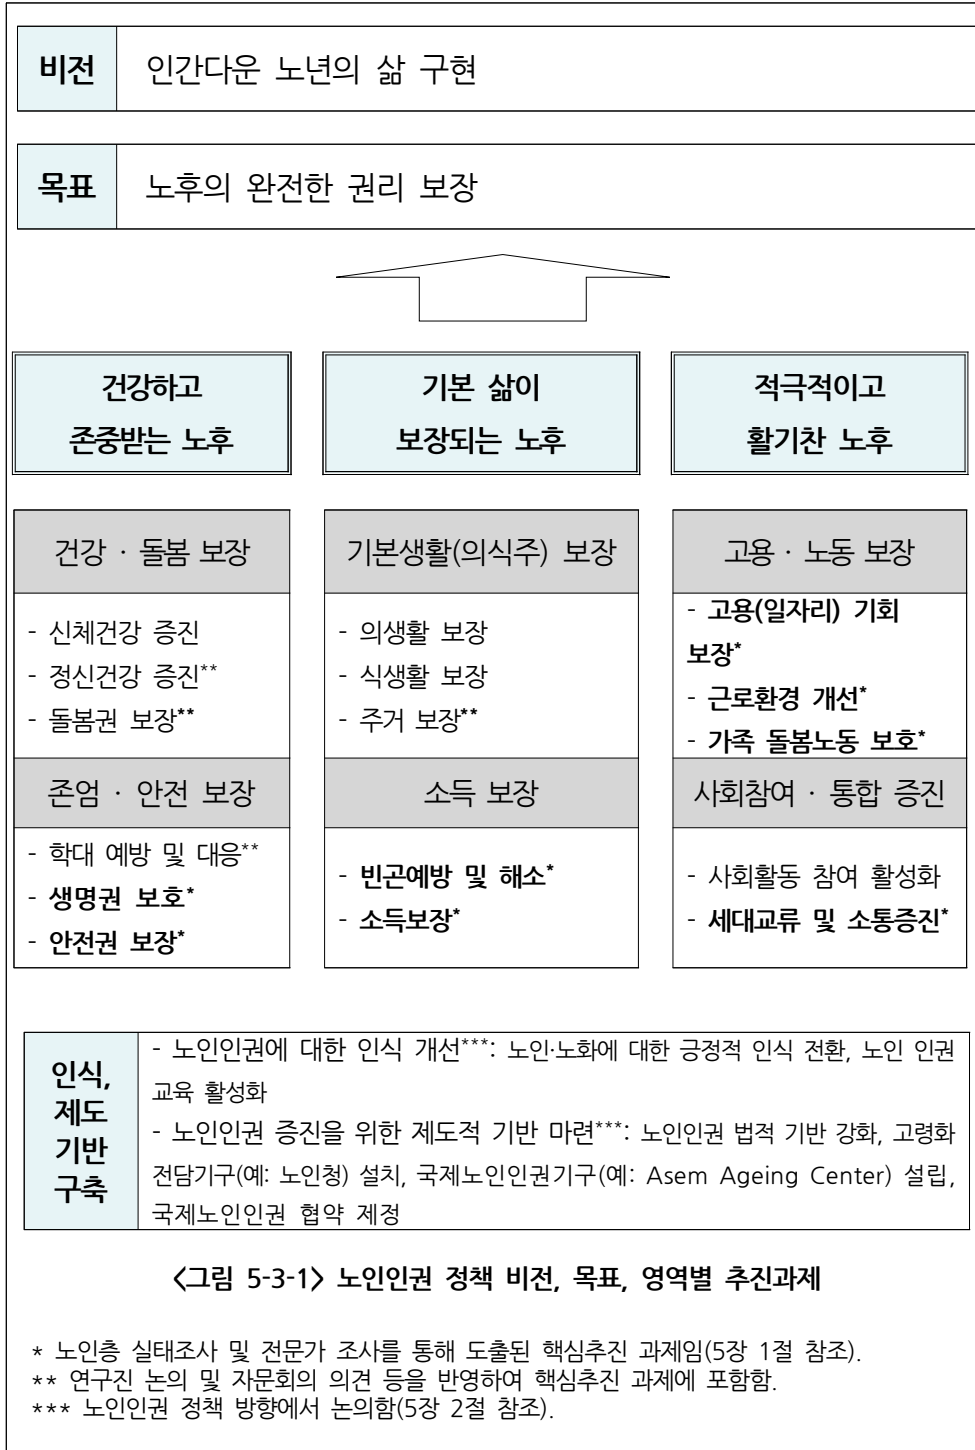 비전 인간다운 노년의 삶 구현
목표 노후의 완전한 권리 보장
건강하고
존중받는 노후
기본 삶이
보장되는 노후
적극적이고
활기찬 노후
건강 · 돌봄 보장
- 신체건강 증진
- 정신건강 증진**
- 돌봄권 보장**
존엄 · 안전 보장
- 학대 예방 및 대응**
- 생명권 보호*
- 안전권 보장*
기본생활(의식주) 보장
- 의생활 보장
- 식생활 보장
- 주거 보장**
소득 보장
- 빈곤예방 및 해소*
- 소득보장*
고용 · 노동 보장
- 고용(일자리) 기회
보장*
- 근로환경 개선*
- 가족 돌봄노동 보호*
사회참여 · 통합 증진
- 사회활동 참여 활성화
- 세대교류 및 소통증진*
인식,
제도
기반
구축
- 노인인권에 대한 인식 개선***: 노인·노화에 대한 긍정적 인식 전환, 노인 인권
교육 활성화
- 노인인권 증진을 위한 제도적 기반 마련***: 노인인권 법적 기반 강화, 고령화
전담기구(예: 노인청) 설치, 국제노인인권기구(예: Asem Ageing Center) 설립,
국제노인인권 협약 제정
<그림 5-3-1> 노인인권 정책 비전, 목표, 영역별 추진과제
* 노인층 실태조사 및 전문가 조사를 통해 도출된 핵심추진 과제임(5장 1절 참조).
** 연구진 논의 및 자문회의 의견 등을 반영하여 핵심추진 과제에 포함함.
*** 노인인권 정책 방향에서 논의함(5장 2절 참조).